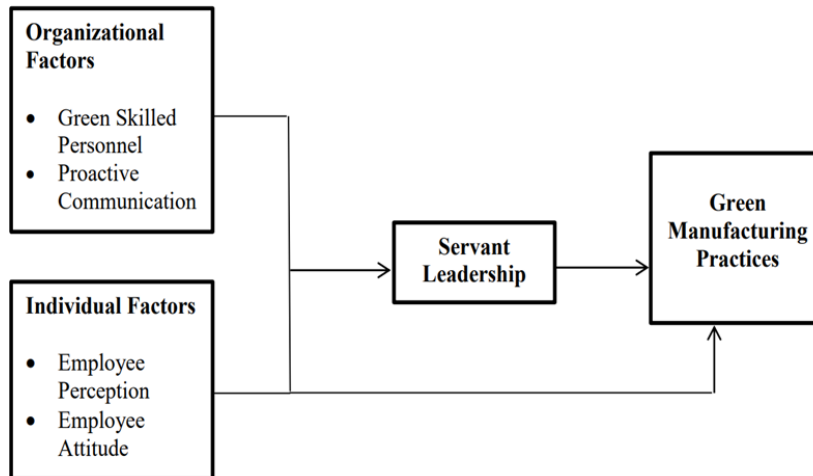 Organizational
Factors
• Green Skilled
Personnel
• Proactive
Communication
Individual Factors
• Employee
Perception
• Employee
Attitude
Servant
Leadership
Green
Manufacturing
Practices